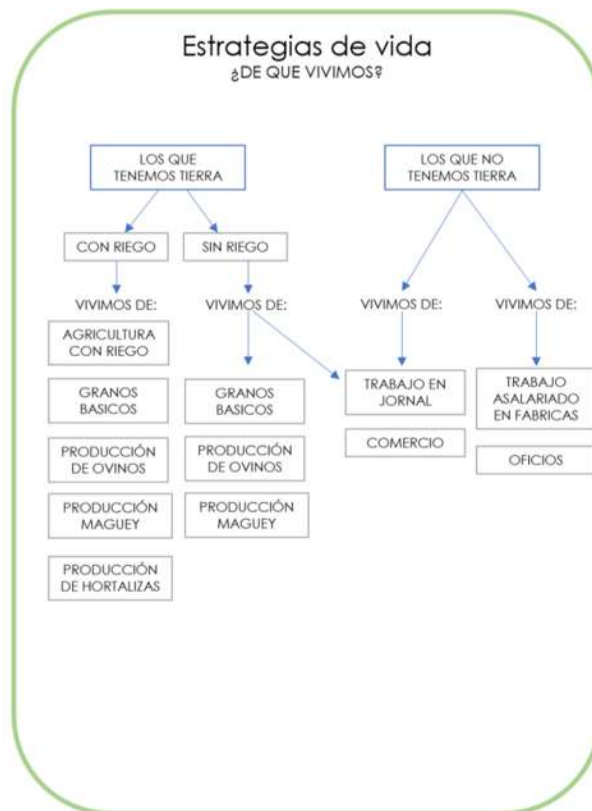 Estrategias de vida
¿DE QUE VIVIMOS?
LOS QUE
TENEMOS TIERRA
LOS QUE NO
TENEMOS TIERRA
CON RIEGO
SIN RIEGO
VIVIMOS DE:
VIVIMOS DE:
VIVIMOS DE:
VIVIMOS DE:
AGRICULTURA
CON RIEGO
GRANOS
BASICOS
PRODUCCIÓN
DE OVINOS
PRODUCCIÓN
MAGUEY
PRODUCCIÓN
DE HORTALIZAS
GRANOS
BASICOS
PRODUCCIÓN
DE OVINOS
PRODUCCIÓN
MAGUEY
TRABAJO EN
JORNAL
COMERCIO
TRABAJO
ASALARIADO
EN FABRICAS
OFICIOS